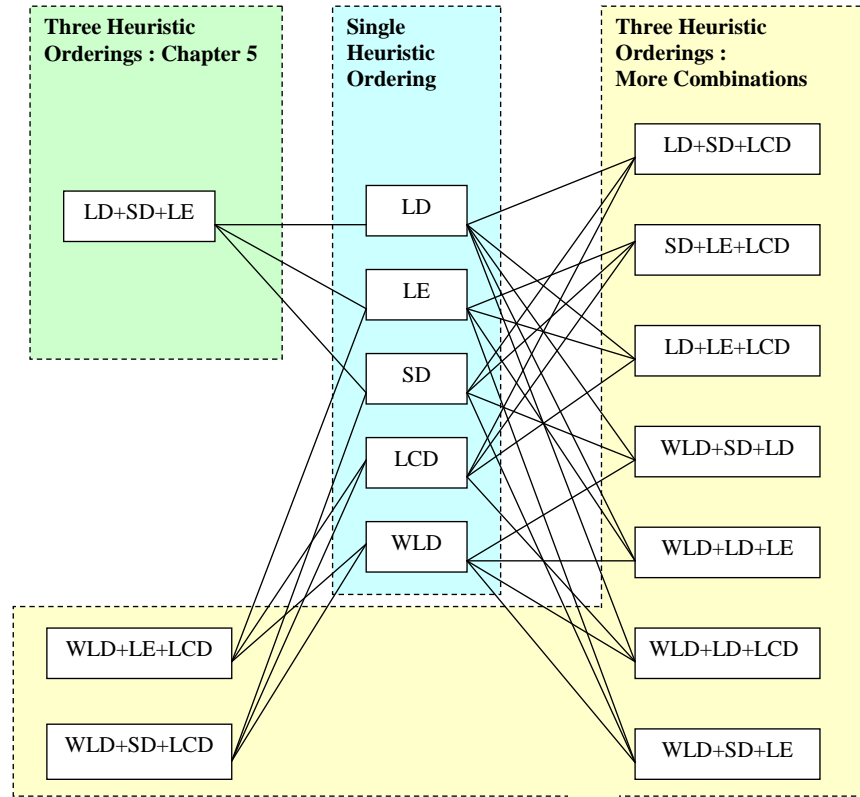 Three Heuristic
Orderings : Chapter 5
LD+SD+LE
Single
Heuristic
Ordering
LD
LE
SD
LCD
WLD
Three Heuristic
Orderings :
More Combinations
LD+SD+LCD
SD+LE+LCD
LD+LE+LCD
WLD+SD+LD
WLD+LD+LE
WLD+LD+LCD
WLD+SD+LE
WLD+LE+LCD
WLD+SD+LCD